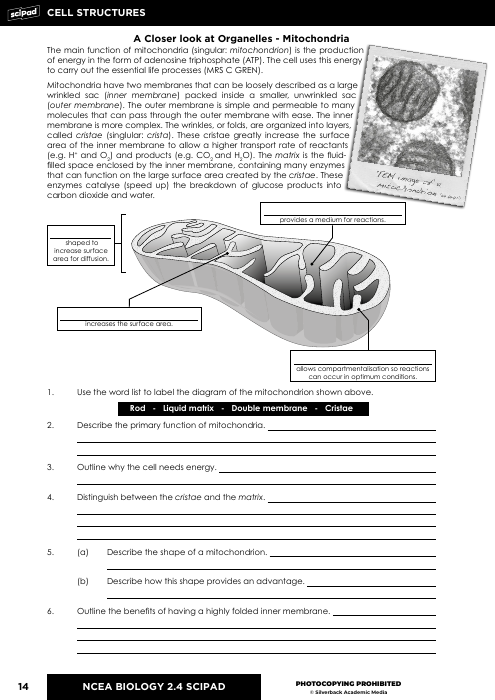 scipad CELL STRUCTURES
A Closer look at Organelles - Mitochondria
The main function of mitochondria (singular: mitochondrion) is the production
of energy in the form of adenosine triphosphate (ATP). The cell uses this energy
to carry out the essential life processes (MRS C GREN).
Mitochondria have two membranes that can be loosely described as a large
wrinkled sac (inner membrane) packed inside a smaller, unwrinkled sac
(outer membrane). The outer membrane is simple and permeable to many
molecules that can pass through the outer membrane with ease. The inner
membrane is more complex. The wrinkles, or folds, are organized into layers,
called cristae (singular: crista). These cristae greatly increase the surface
area of the inner membrane to allow a higher transport rate of reactants
(e.g. H⁺ and O₂) and products (e.g. CO₂ and H₂O). The matrix is the fluid-
filled space enclosed by the inner membrane, containing many enzymes
that can function on the large surface area created by the cristae. These
enzymes catalyse (speed up) the breakdown of glucose products into
carbon dioxide and water.
TEM image of a
mitochondrion
provides a medium for reactions.
shaped to
increase surface
area for diffusion.
increases the surface area.
allows compartmentalisation so reactions
can occur in optimum conditions.
1. Use the word list to label the diagram of the mitochondrion shown above.
Rod - Liquid matrix - Double membrane - Cristae
2. Describe the primary function of mitochondria.
3. Outline why the cell needs energy.
4. Distinguish between the cristae and the matrix.
5. (a) Describe the shape of a mitochondrion.
(b) Describe how this shape provides an advantage.
6. Outline the benefits of having a highly folded inner membrane.
14 NCEA BIOLOGY 2.4 SCIPAD PHOTOCOPYING PROHIBITED
© Silverback Academic Media